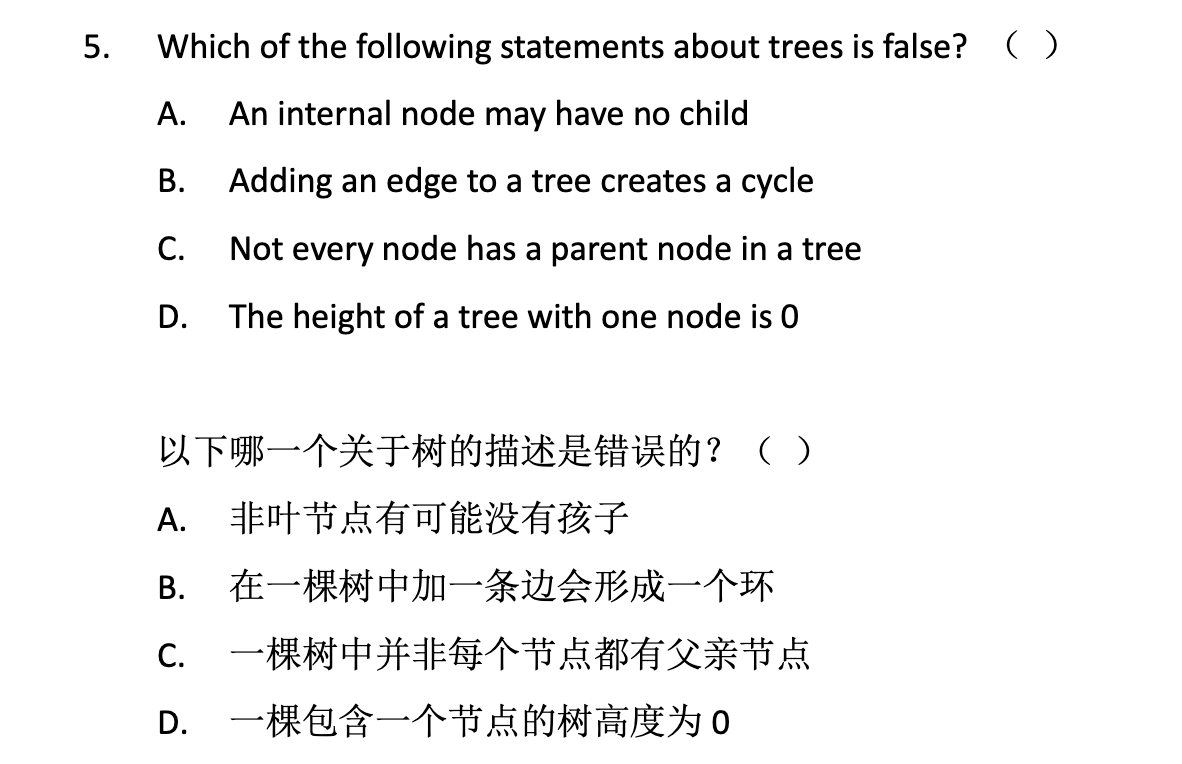 5. Which of the following statements about trees is false? ( )
A. An internal node may have no child
B. Adding an edge to a tree creates a cycle
C. Not every node has a parent node in a tree
D. The height of a tree with one node is 0
以下哪一个关于树的描述是错误的？（ ）
A. 非叶节点有可能没有孩子
B. 在一棵树中加一条边会形成一个环
C. 一棵树中并非每个节点都有父亲节点
D. 一棵包含一个节点的树高度为 0